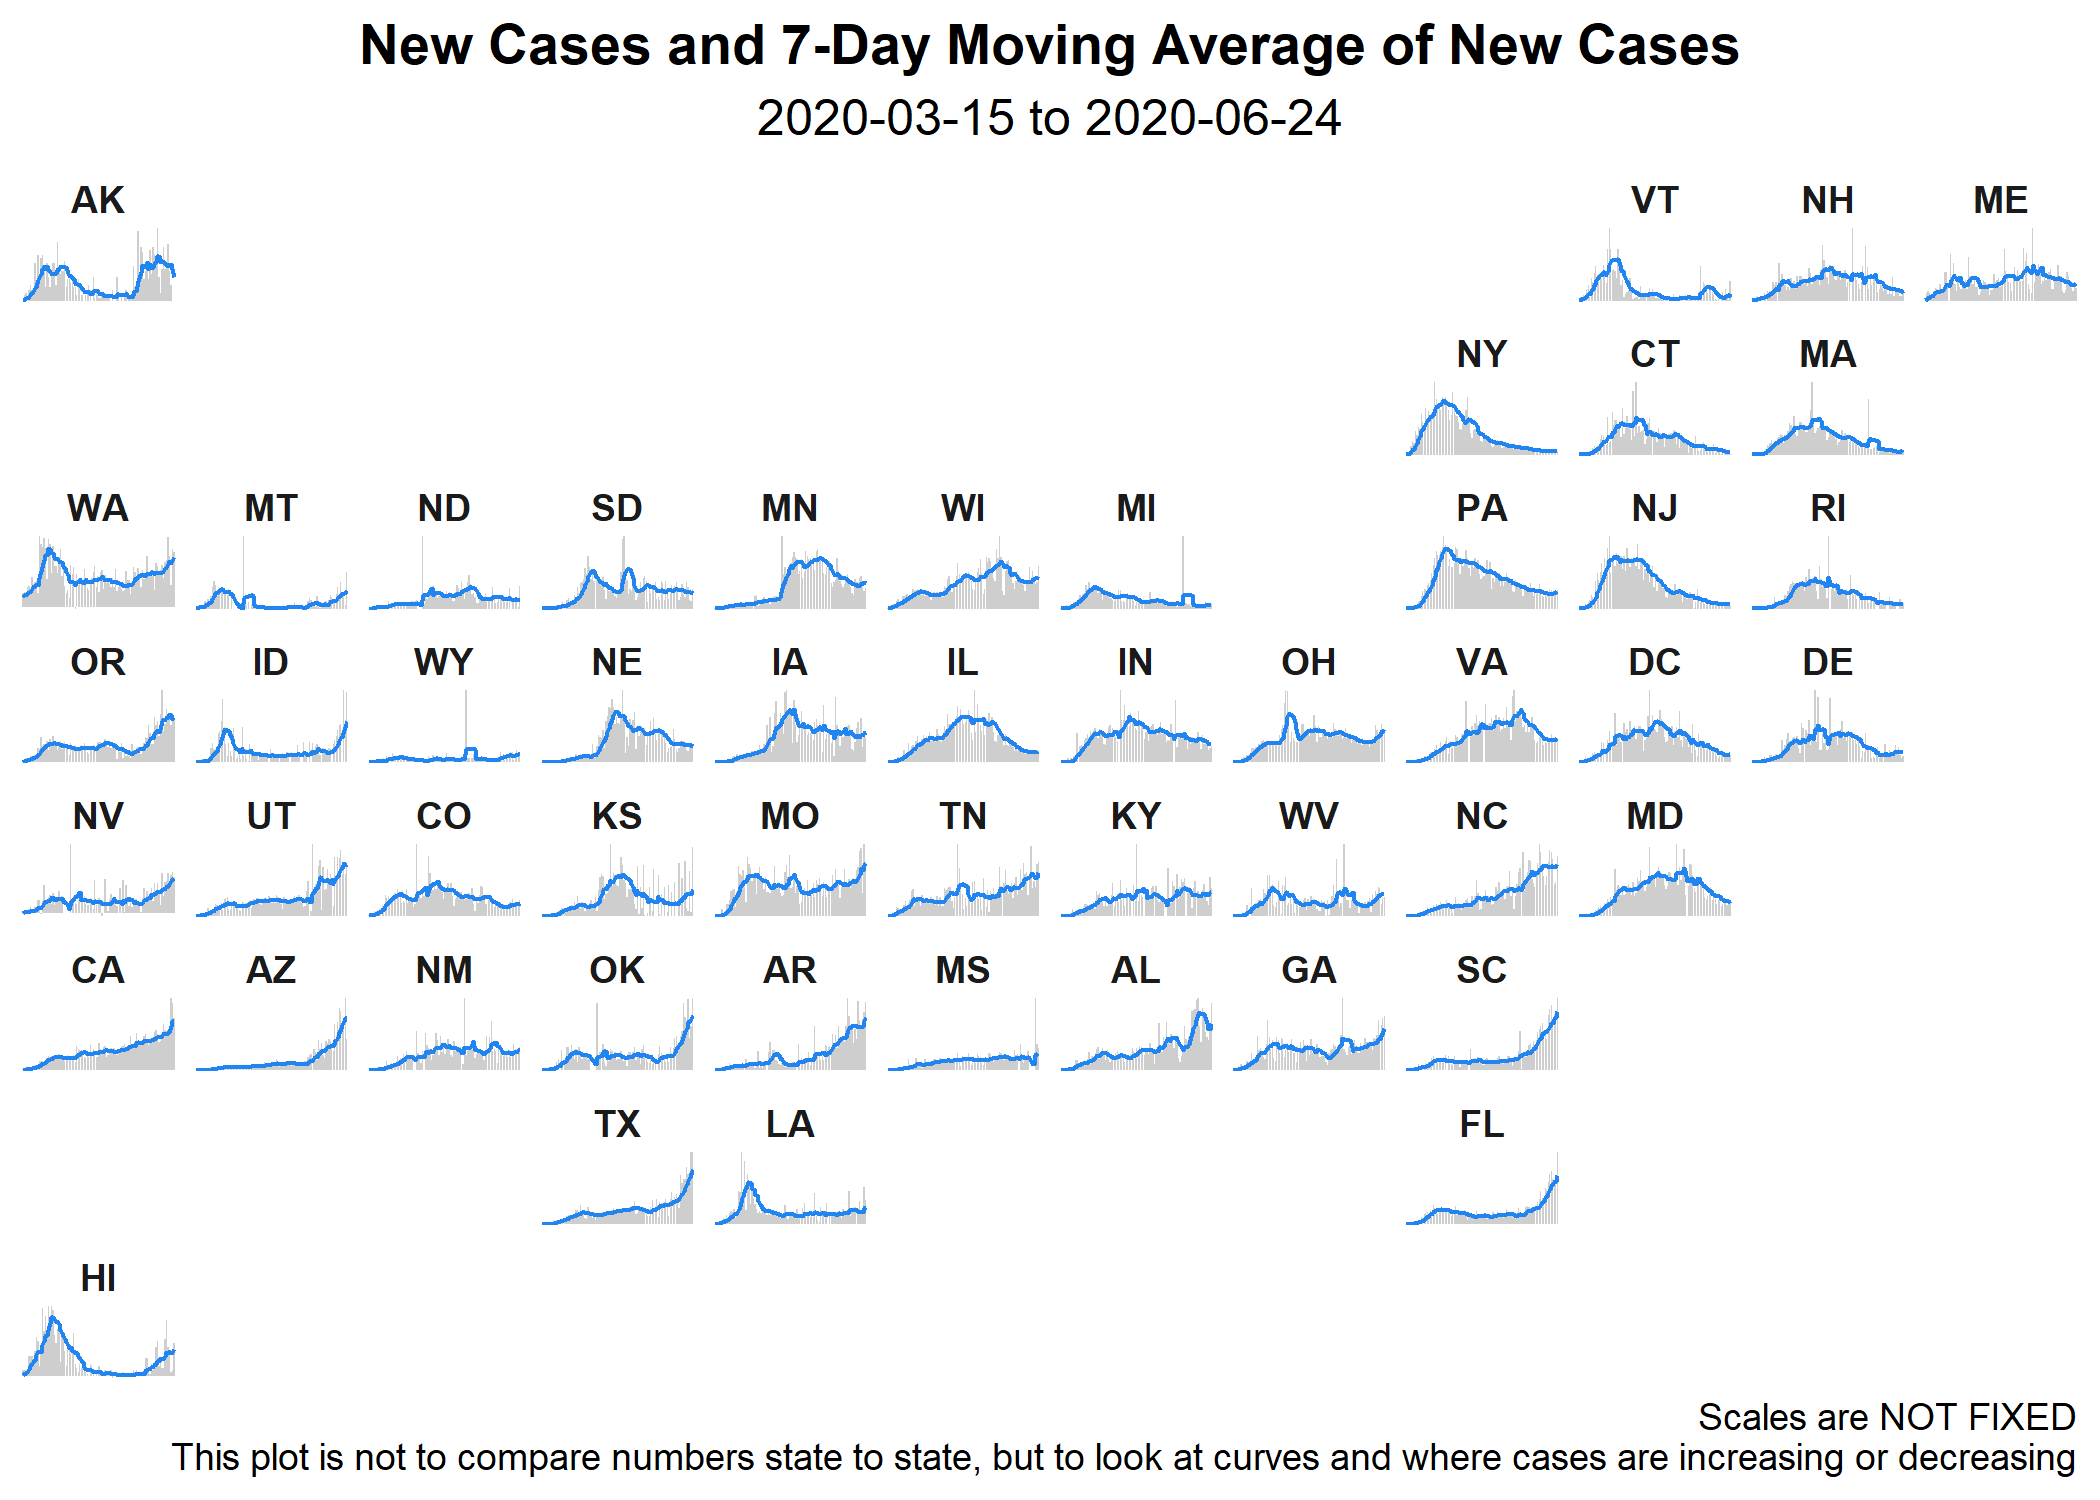 New Cases and 7-Day Moving Average of New Cases
2020-03-15 to 2020-06-24
AK VT NH ME
NY CT MA
WA MT ND SD MN WI MI PA NJ RI
OR ID WY NE IA IL IN OH VA DC DE
NV UT CO KS MO TN KY WV NC MD
CA AZ NM OK AR MS AL GA SC
TX LA FL
HI
Scales are NOT FIXED
This plot is not to compare numbers state to state, but to look at curves and where cases are increasing or decreasing